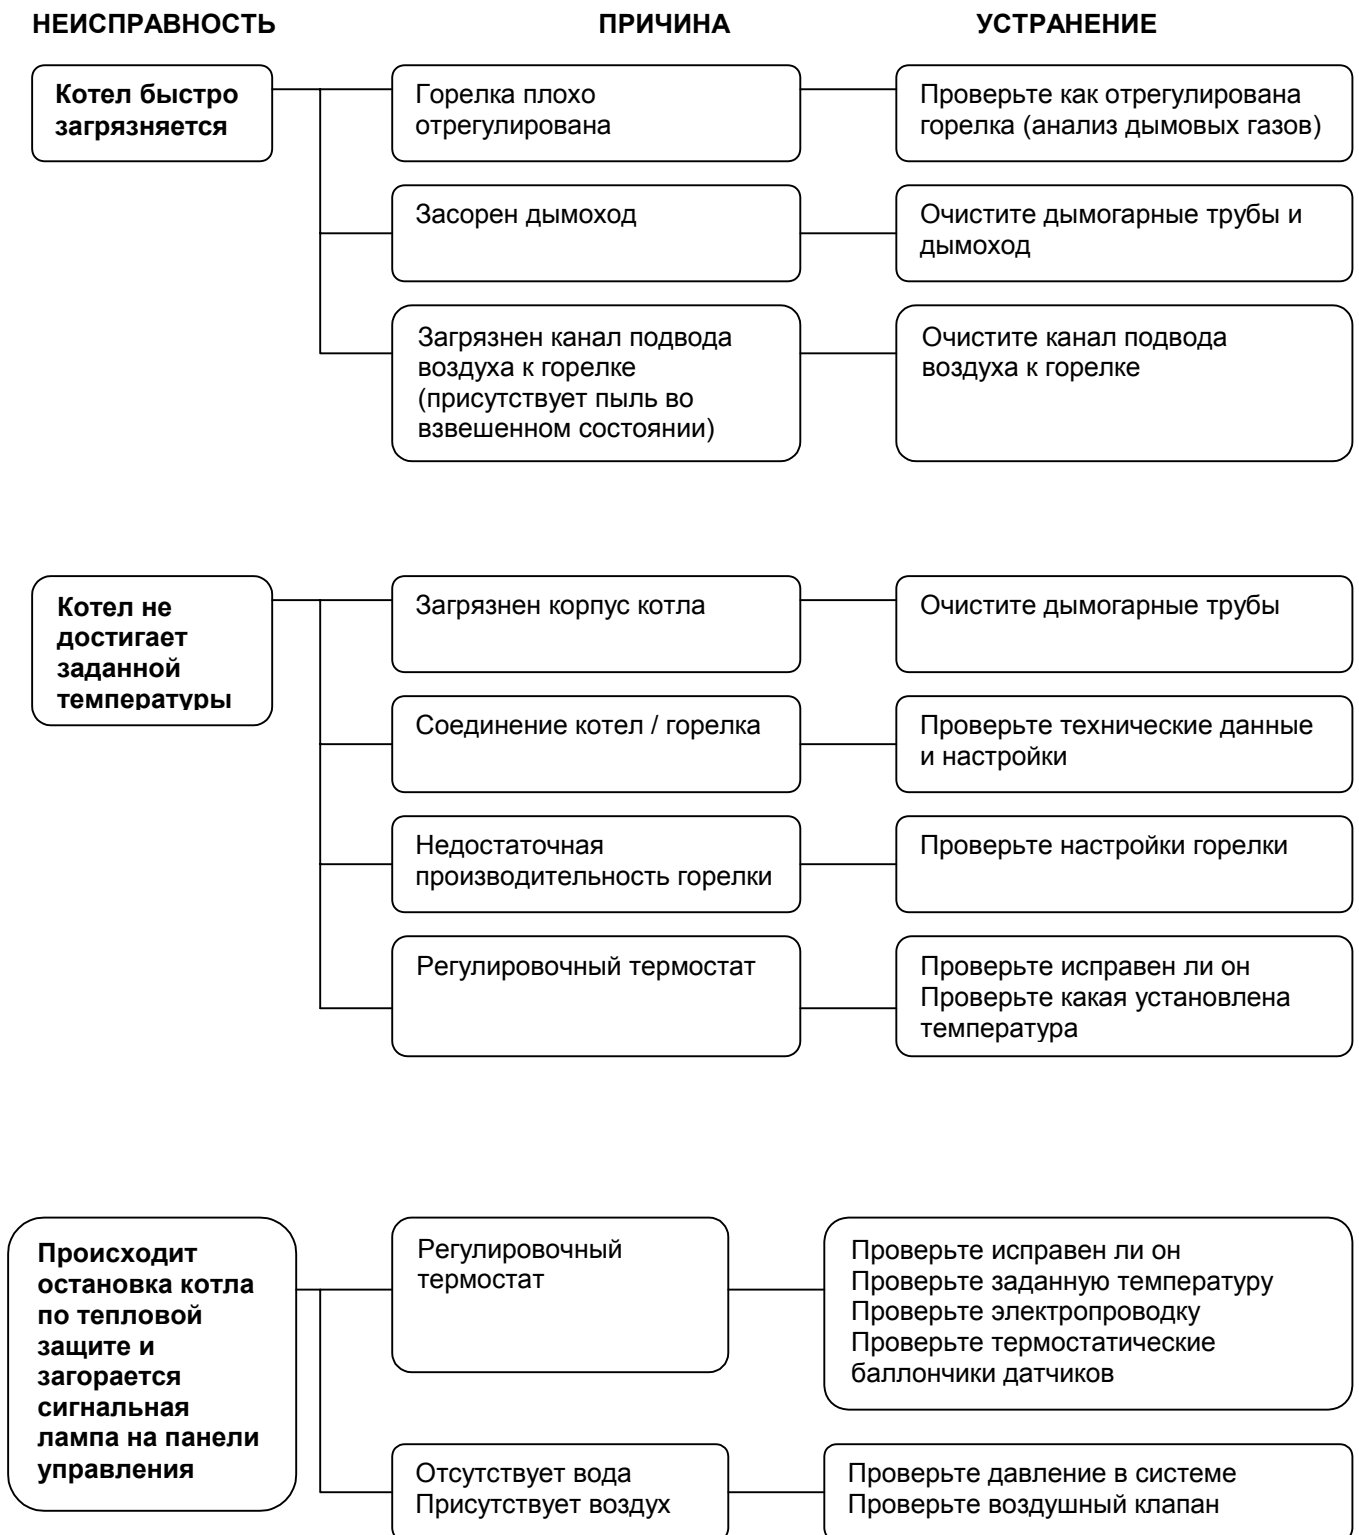 НЕИСПРАВНОСТЬ
ПРИЧИНА
УСТРАНЕНИЕ
Котел быстро
загрязняется
Горелка плохо
отрегулирована
Проверьте как отрегулирована
горелка (анализ дымовых газов)
Засорен дымоход
Очистите дымогарные трубы и
дымоход
Загрязнен канал подвода
воздуха к горелке
(присутствует пыль во
взвешенном состоянии)
Очистите канал подвода
воздуха к горелке
Котел не
достигает
заданной
температуры
Загрязнен корпус котла
Очистите дымогарные трубы
Соединение котел / горелка
Проверьте технические данные
и настройки
Недостаточная
производительность горелки
Проверьте настройки горелки
Регулировочный термостат
Проверьте исправен ли он
Проверьте какая установлена
температура
Происходит
остановка котла
по тепловой
защите и
загорается
сигнальная
лампа на панели
управления
Регулировочный
термостат
Проверьте исправен ли он
Проверьте заданную температуру
Проверьте электропроводку
Проверьте термостатические
баллончики датчиков
Отсутствует вода
Присутствует воздух
Проверьте давление в системе
Проверьте воздушный клапан